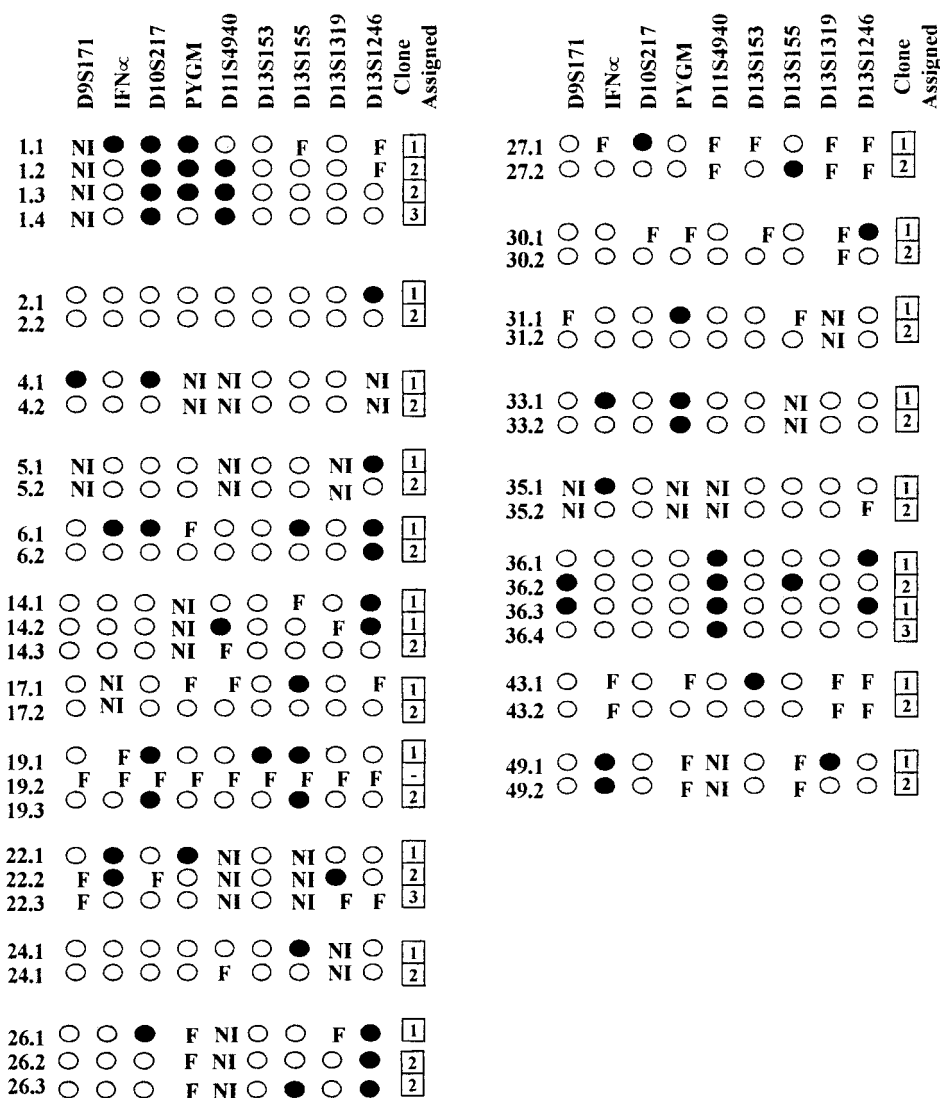 D9S171
IFN∝
D10S217
PYGM
D11S4940
D13S153
D13S155
D13S1319
D13S1246
Clone
Assigned
1.1 NI F F 1
1.2 NI F 2
1.3 NI 2
1.4 NI 3
2.1 1
2.2 2
4.1 NI NI NI 1
4.2 NI NI NI 2
5.1 NI NI NI 1
5.2 NI NI NI 2
6.1 F 1
6.2 2
14.1 NI F 1
14.2 NI F 1
14.3 NI F 2
17.1 NI F F F 1
17.2 NI 2
19.1 F 1
19.2 F F F F F F F F F -
19.3 2
22.1 NI NI 1
22.2 F F NI NI 2
22.3 F NI NI F F 3
24.1 NI 1
24.1 F NI 2
26.1 F NI F 1
26.2 F NI 2
26.3 F NI 2
D9S171
IFN∝
D10S217
PYGM
D11S4940
D13S153
D13S155
D13S1319
D13S1246
Clone
Assigned
27.1 F F F F F 1
27.2 F F F 2
30.1 F F F F 1
30.2 F 2
31.1 F F NI 1
31.2 NI 2
33.1 NI 1
33.2 NI 2
35.1 NI NI NI 1
35.2 NI NI NI F 2
36.1 1
36.2 2
36.3 1
36.4 3
43.1 F F F F 1
43.2 F F F 2
49.1 F NI F 1
49.2 F NI F 2